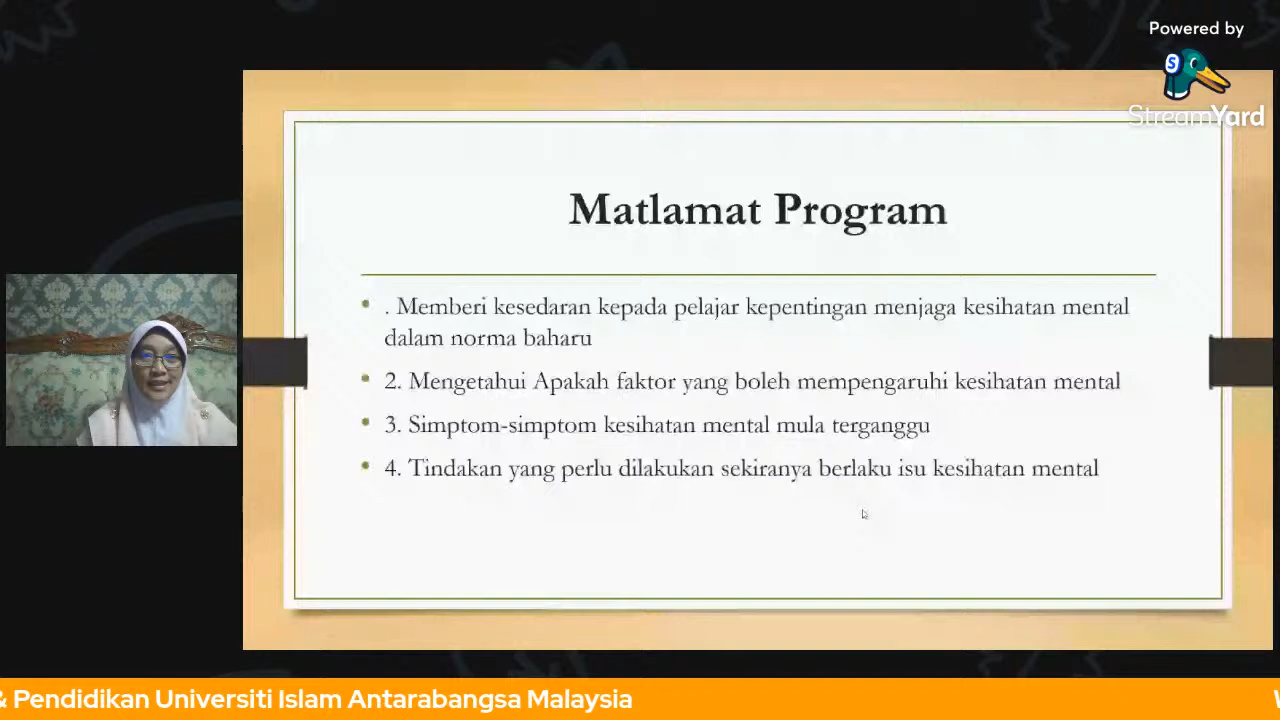 Powered by
S
StreamYard
Matlamat Program
. Memberi kesedaran kepada pelajar kepentingan menjaga kesihatan mental
dalam norma baharu
2. Mengetahui Apakah faktor yang boleh mempengaruhi kesihatan mental
3. Simptom-simptom kesihatan mental mula terganggu
4. Tindakan yang perlu dilakukan sekiranya berlaku isu kesihatan mental
& Pendidikan Universiti Islam Antarabangsa Malaysia